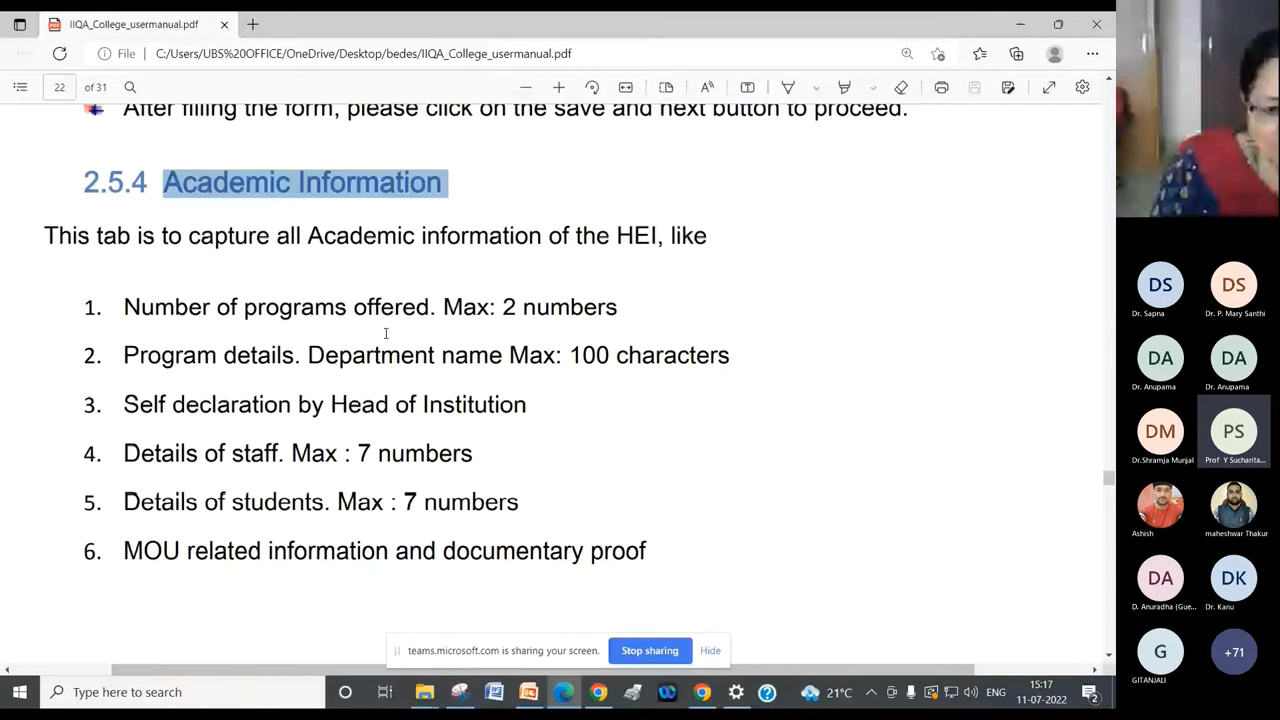 IIQA_College_usermanual.pdf
File
C:/Users/UBS%20OFFICE/OneDrive/Desktop/bedes/IIQA_College_usermanual.pdf
22 of 31
After filling the form, please click on the save and next button to proceed.
2.5.4 Academic Information
This tab is to capture all Academic information of the HEI, like
1. Number of programs offered. Max: 2 numbers
2. Program details. Department name Max: 100 characters
3. Self declaration by Head of Institution
4. Details of staff. Max : 7 numbers
5. Details of students. Max : 7 numbers
6. MOU related information and documentary proof
teams.microsoft.com is sharing your screen. Stop sharing Hide
Type here to search
21°C
ENG
15:17
11-07-2022
2
DS DS
Dr. Sapna Dr. P. Mary Santhi
DA DA
Dr. Anupama Dr. Anupama
DM PS
Dr.Shramja Munjal Prof Y Sucharita...
Ashish maheshwar Thakur
DA DK
D. Anuradha (Gue... Dr. Kanu
G +71
GITANJALI